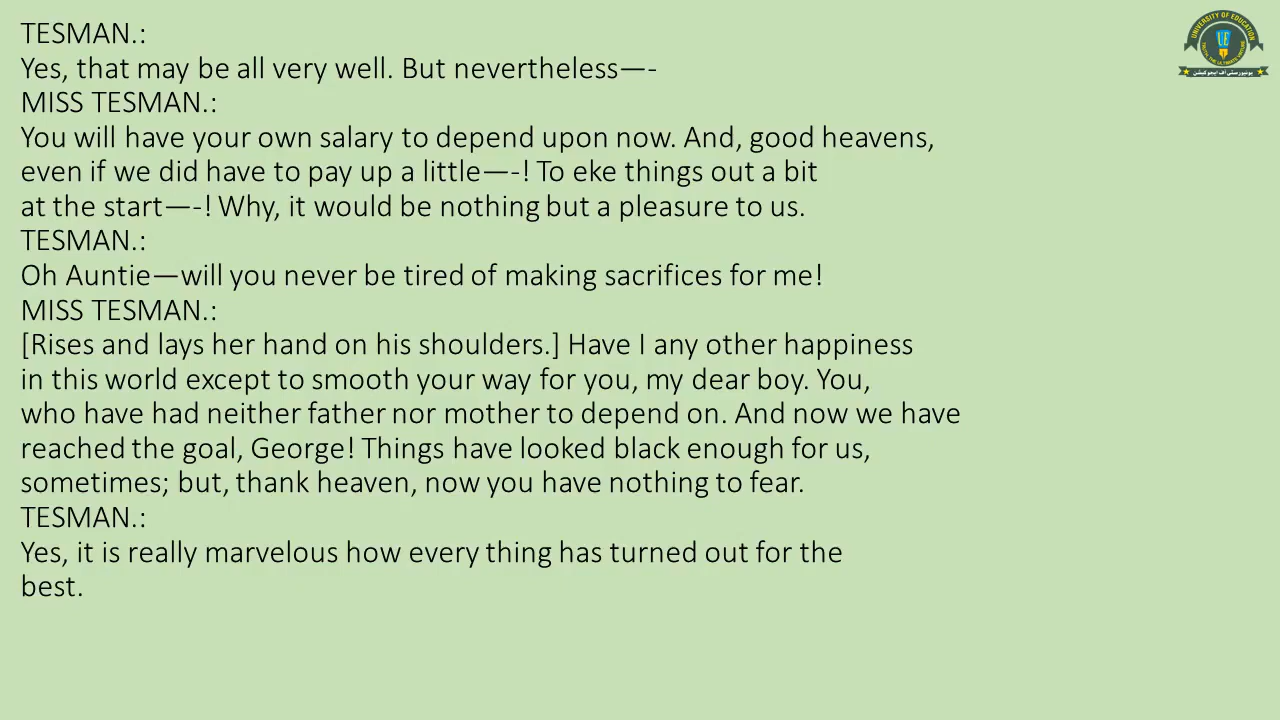 TESMAN.:
Yes, that may be all very well. But nevertheless—-
MISS TESMAN.:
You will have your own salary to depend upon now. And, good heavens,
even if we did have to pay up a little—-! To eke things out a bit
at the start—-! Why, it would be nothing but a pleasure to us.
TESMAN.:
Oh Auntie—will you never be tired of making sacrifices for me!
MISS TESMAN.:
[Rises and lays her hand on his shoulders.] Have I any other happiness
in this world except to smooth your way for you, my dear boy. You,
who have had neither father nor mother to depend on. And now we have
reached the goal, George! Things have looked black enough for us,
sometimes; but, thank heaven, now you have nothing to fear.
TESMAN.:
Yes, it is really marvelous how every thing has turned out for the
best.
UNIVERSITY OF EDUCATION
UE
یونیورسٹی آف ایجوکیشن